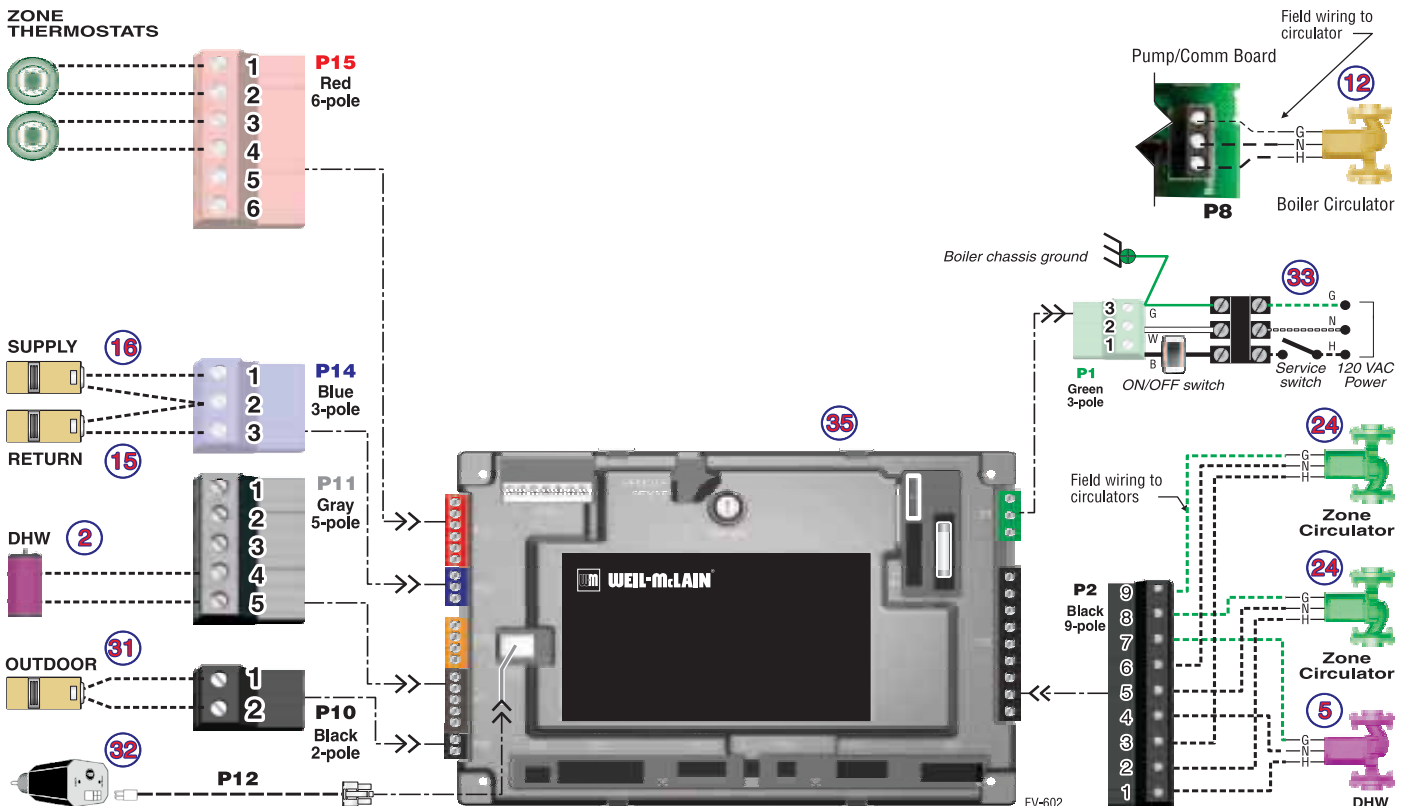 ZONE
THERMOSTATS
1
2
3
4
5
6
P15
Red
6-pole
SUPPLY
16
RETURN
15
1
2
3
P14
Blue
3-pole
DHW
2
1
2
3
4
5
P11
Gray
5-pole
OUTDOOR
31
1
2
P10
Black
2-pole
32
P12
35
wm WEIL-McLAIN
EV-602
Field wiring to
circulator
Pump/Comm Board
12
G
N
H
P8
Boiler Circulator
Boiler chassis ground
33
3
2
1
G
W
B
G
N
H
P1
Green
3-pole
ON/OFF switch
Service
switch
120 VAC
Power
24
G
N
H
Field wiring to
circulators
Zone
Circulator
24
G
N
H
Zone
Circulator
P2
Black
9-pole
9
8
7
6
5
4
3
2
1
5
G
N
H
DHW